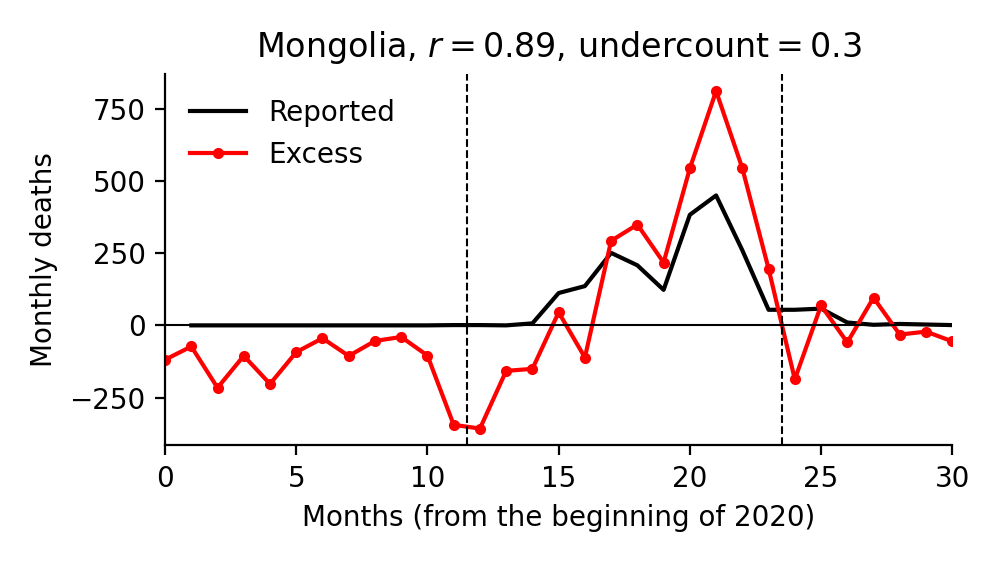 Mongolia, r = 0.89, undercount = 0.3
Reported
Excess
750
500
250
0
−250
Monthly deaths
0 5 10 15 20 25 30
Months (from the beginning of 2020)